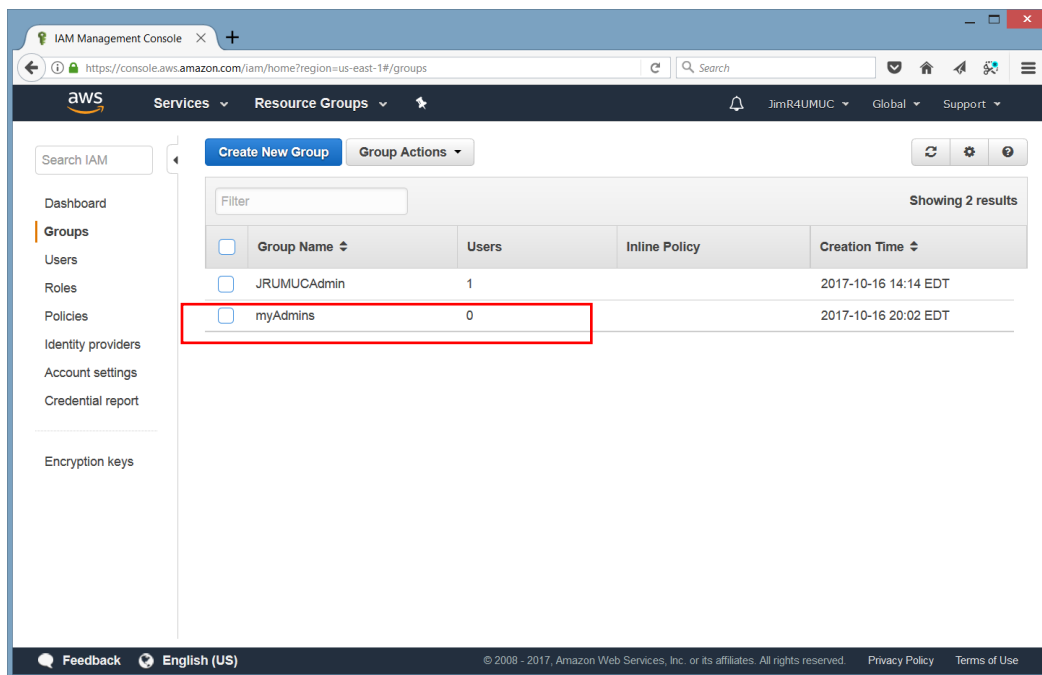 IAM Management Console
https://console.aws.amazon.com/iam/home?region=us-east-1#/groups
Search
aws Services Resource Groups JimR4UMUC Global Support
Search IAM
Dashboard
Groups
Users
Roles
Policies
Identity providers
Account settings
Credential report
Encryption keys
Create New Group Group Actions
Filter Showing 2 results
Group Name Users Inline Policy Creation Time
JRUMUCAdmin 1 2017-10-16 14:14 EDT
myAdmins 0 2017-10-16 20:02 EDT
Feedback English (US) © 2008 - 2017, Amazon Web Services, Inc. or its affiliates. All rights reserved. Privacy Policy Terms of Use